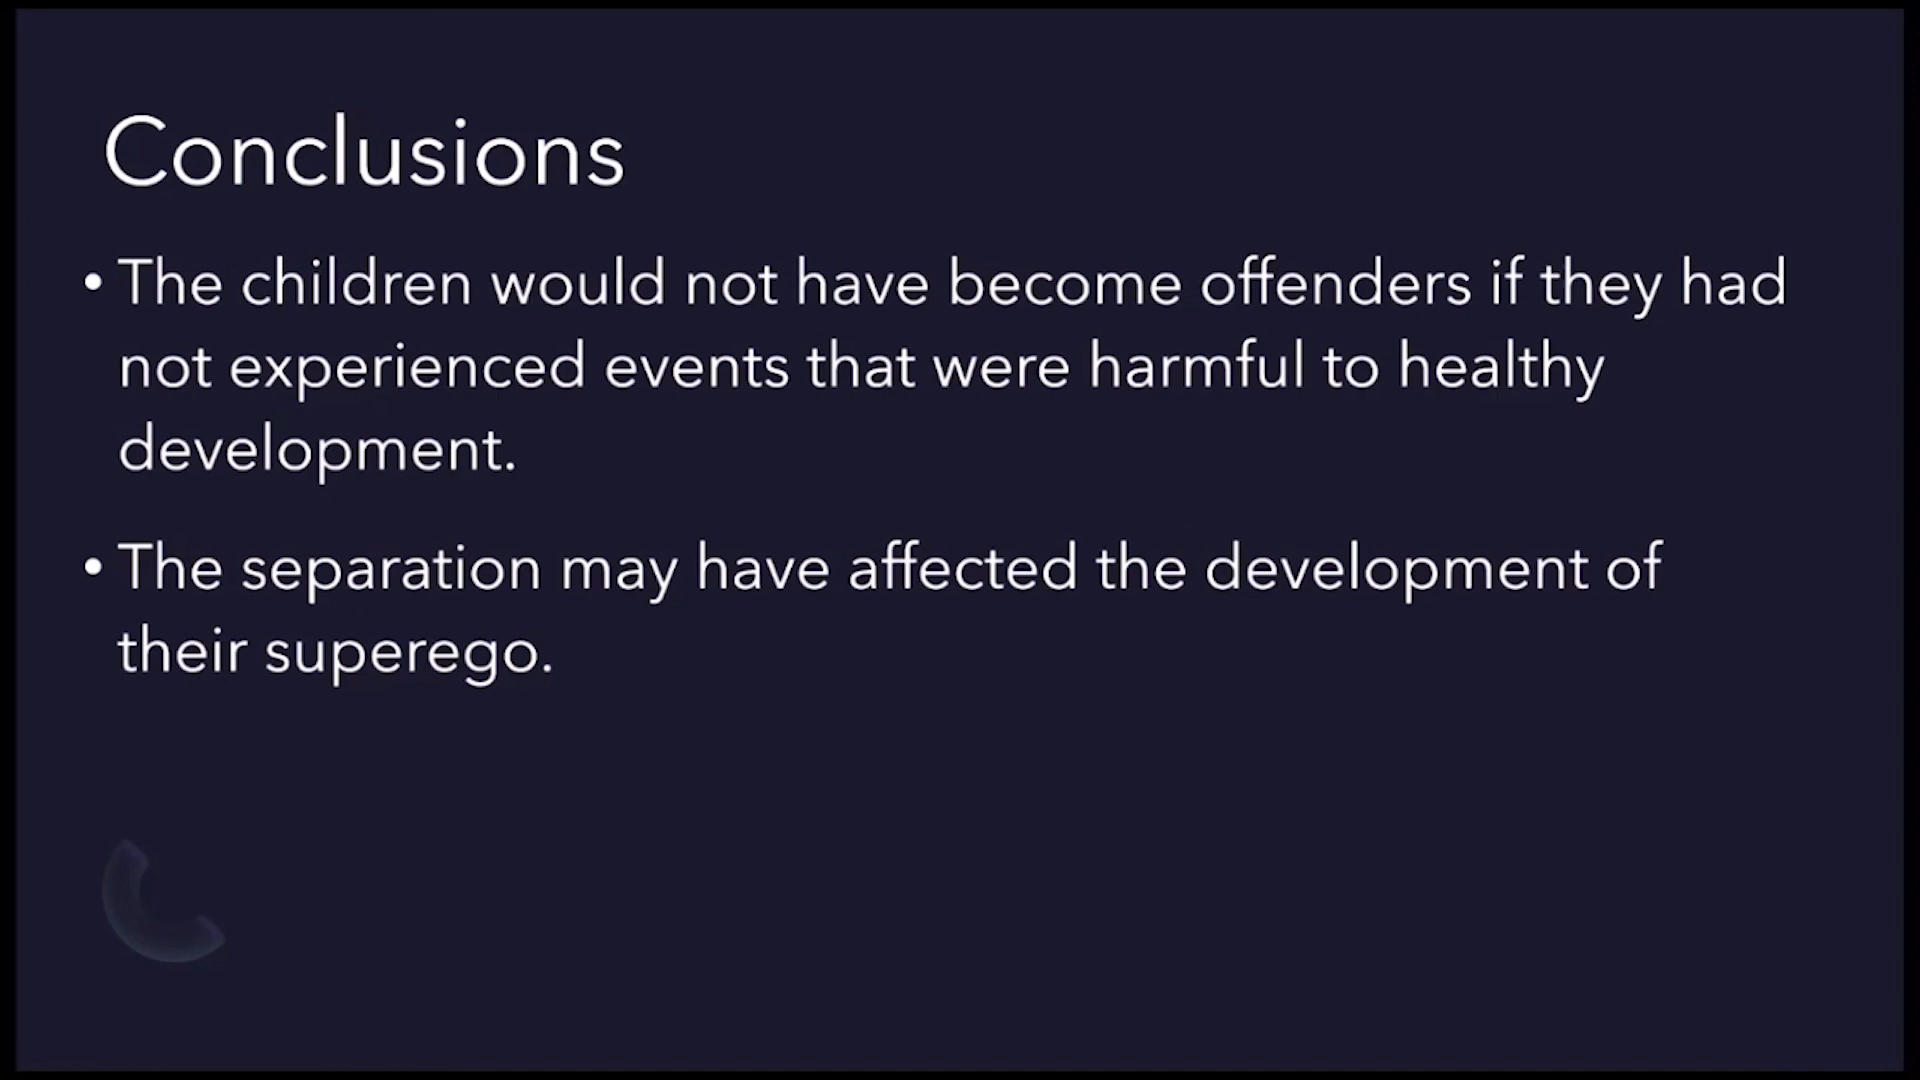 Conclusions
• The children would not have become offenders if they had
not experienced events that were harmful to healthy
development.
• The separation may have affected the development of
their superego.